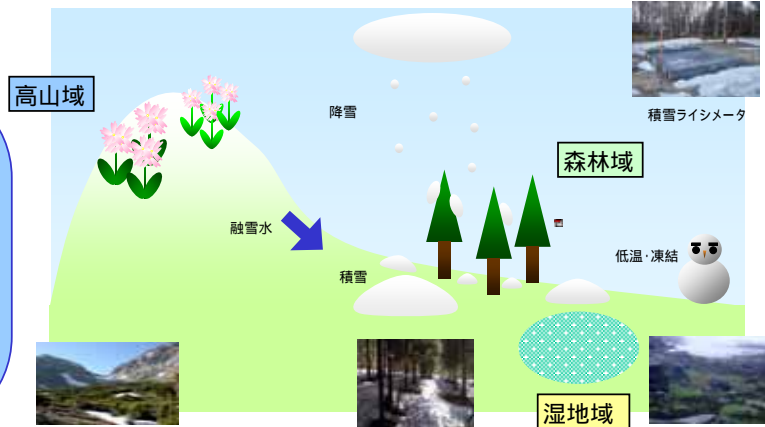 高山域
降雪
積雪ライシメータ
森林域
融雪水
低温・凍結
積雪
湿地域